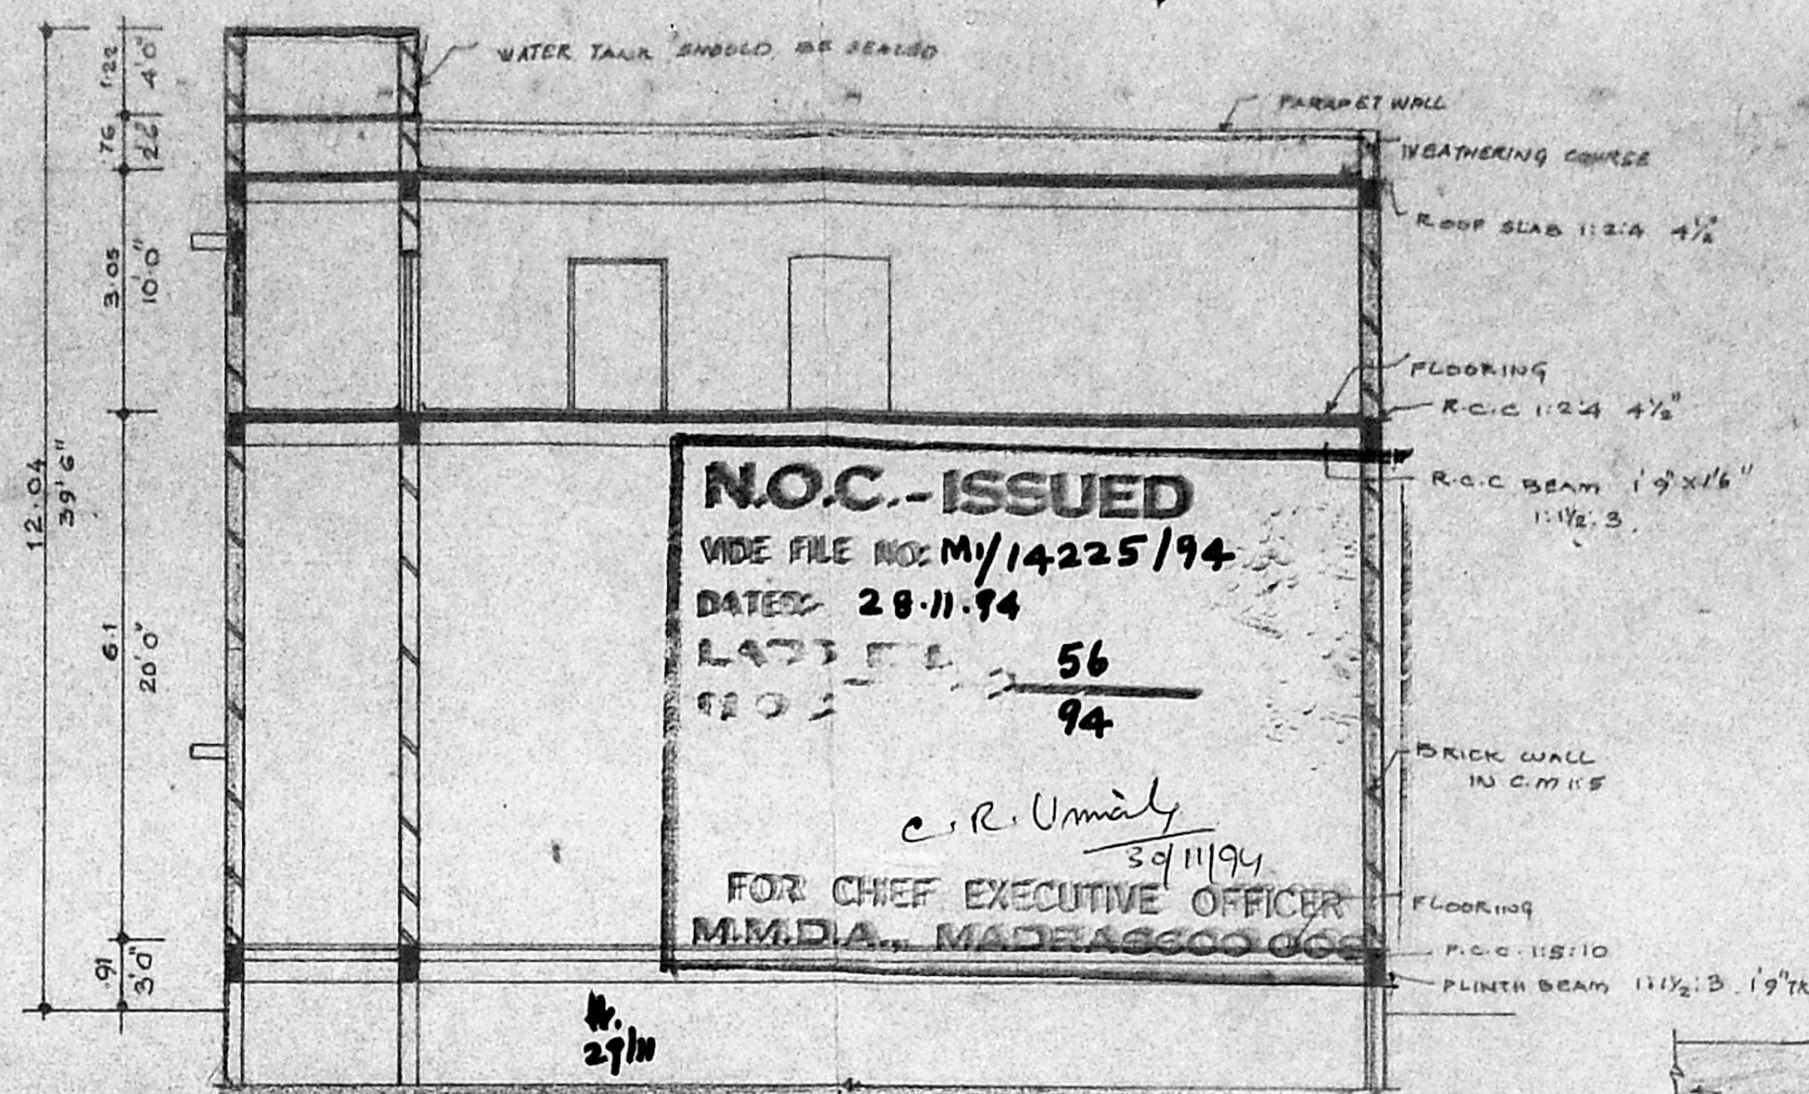 WATER TANK SHOULD BE SEALED
PARAPET WALL
WEATHERING COURSE
ROOF SLAB 1:2:4 4½"
FLOORING
R.C.C 1:2:4 4½"
R.C.C BEAM 1'9"X1'6"
1:1½:3.
BRICK WALL
IN C.M 1:5
FLOORING
P.C.C. 1:5:10
PLINTH BEAM 1:1½:3 1'9"
1.22
4'0"
.76
2'6"
3.05
10'0"
6.1
20'0"
.91
3'0"
12.04
39'6"
N.O.C.-ISSUED
VIDE FILE NO: M1/14225/94
DATED: 28.11.94
56
94
C.R. 
30/11/94
FOR CHIEF EXECUTIVE OFFICER
M.M.D.A., MADRAS-600 008
29/11